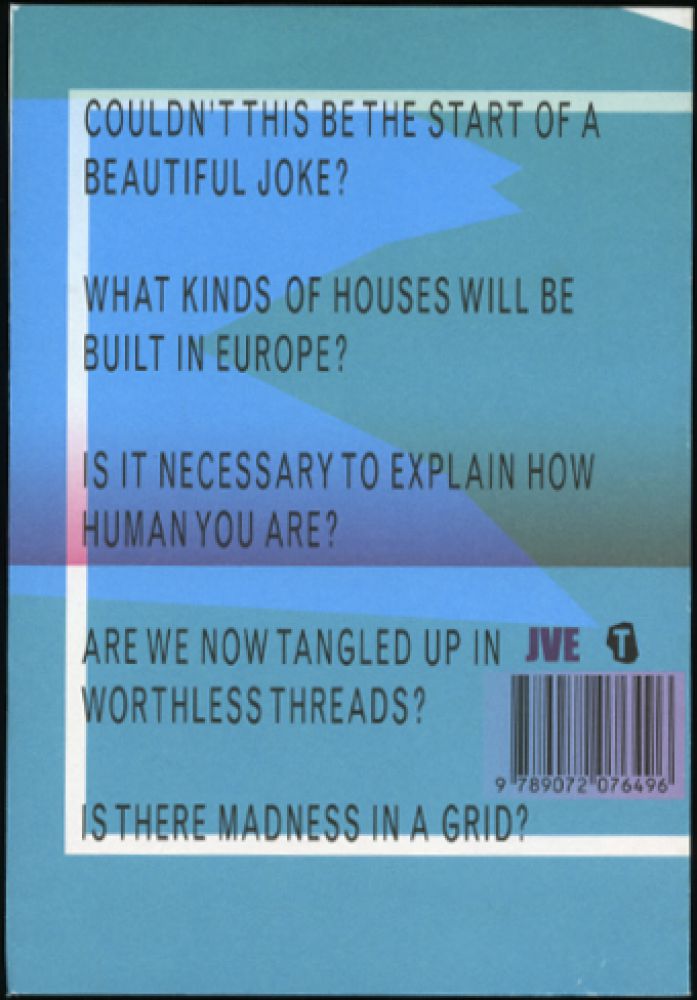 COULDN'T THIS BE THE START OF A
BEAUTIFUL JOKE?
WHAT KINDS OF HOUSES WILL BE
BUILT IN EUROPE?
IS IT NECESSARY TO EXPLAIN HOW
HUMAN YOU ARE?
ARE WE NOW TANGLED UP IN
WORTHLESS THREADS?
JVE T
9 789072 076496
IS THERE MADNESS IN A GRID?